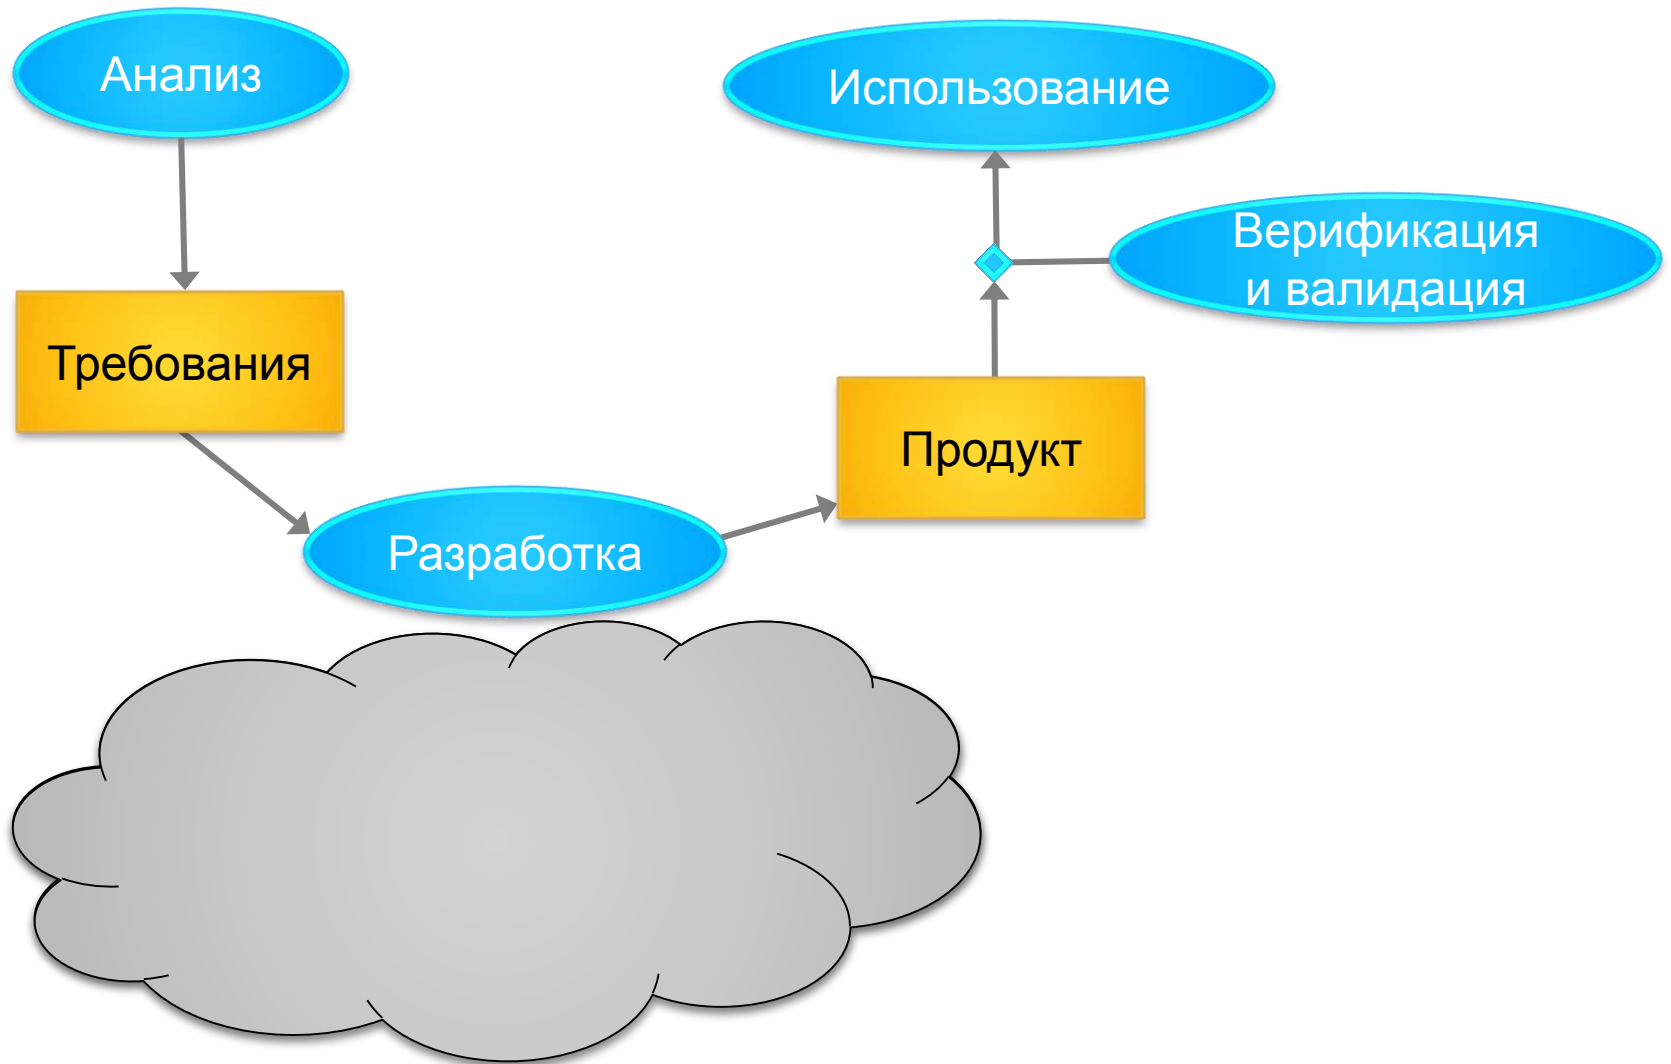 Анализ
Использование
Верификация
и валидация
Требования
Продукт
Разработка